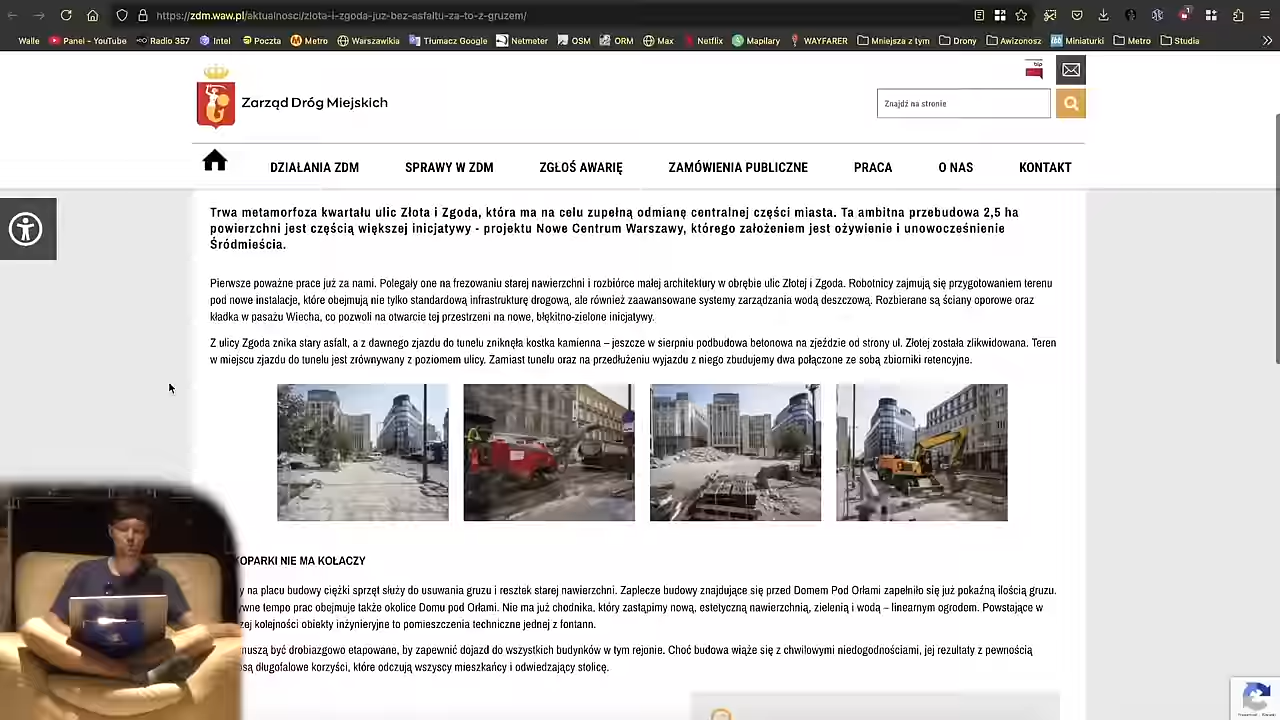 https://zdm.waw.pl/aktualnosci/zlota-i-zgoda-juz-bez-asfaltu-za-to-z-gruzem/
Walle Panel - YouTube Radio 357 Intel Poczta Metro Warszawikia Tłumacz Google Netmeter OSM ORM Max Netflix Mapilary WAYFARER Miejsza z tym Drony Awizonosz Miniaturki Metro Studia
bip
Zarząd Dróg Miejskich
Znajdź na stronie
DZIAŁANIA ZDM SPRAWY W ZDM ZGŁOŚ AWARIĘ ZAMÓWIENIA PUBLICZNE PRACA O NAS KONTAKT
Trwa metamorfoza kwartału ulic Złota i Zgoda, która ma na celu zupełną odmianę centralnej części miasta. Ta ambitna przebudowa 2,5 ha
powierzchni jest częścią większej inicjatywy - projektu Nowe Centrum Warszawy, którego założeniem jest ożywienie i unowocześnienie
Śródmieścia.
Pierwsze poważne prace już za nami. Polegały one na frezowaniu starej nawierzchni i rozbiórce małej architektury w obrębie ulic Złotej i Zgoda. Robotnicy zajmują się przygotowaniem terenu
pod nowe instalacje, które obejmują nie tylko standardową infrastrukturę drogową, ale również zaawansowane systemy zarządzania wodą deszczową. Rozbierane są ściany oporowe oraz
kładka w pasażu Wiecha, co pozwoli na otwarcie tej przestrzeni na nowe, błękitno-zielone inicjatywy.
Z ulicy Zgoda znika stary asfalt, a z dawnego zjazdu do tunelu zniknęła kostka kamienna – jeszcze w sierpniu podbudowa betonowa na zjeździe od strony ul. Złotej została zlikwidowana. Teren
w miejscu zjazdu do tunelu jest zrównywany z poziomem ulicy. Zamiast tunelu oraz na przedłużeniu wyjazdu z niego zbudujemy dwa połączone ze sobą zbiorniki retencyjne.
KOPARKI NIE MA KOŁACZY
y na placu budowy ciężki sprzęt służy do usuwania gruzu i resztek starej nawierzchni. Zaplecze budowy znajdujące się przed Domem Pod Orłami zapełniło się już pokaźną ilością gruzu.
wne tempo prac obejmuje także okolice Domu pod Orłami. Nie ma już chodnika, który zastąpimy nową, estetyczną nawierzchnią, zielenią i wodą – linearnym ogrodem. Powstające w
ej kolejności obiekty inżynieryjne to pomieszczenia techniczne jednej z fontann.
muszą być drobiazgowo etapowane, by zapewnić dojazd do wszystkich budynków w tym rejonie. Choć budowa wiąże się z chwilowymi niedogodnościami, jej rezultaty z pewnością
osą długofalowe korzyści, które odczują wszyscy mieszkańcy i odwiedzający stolicę.